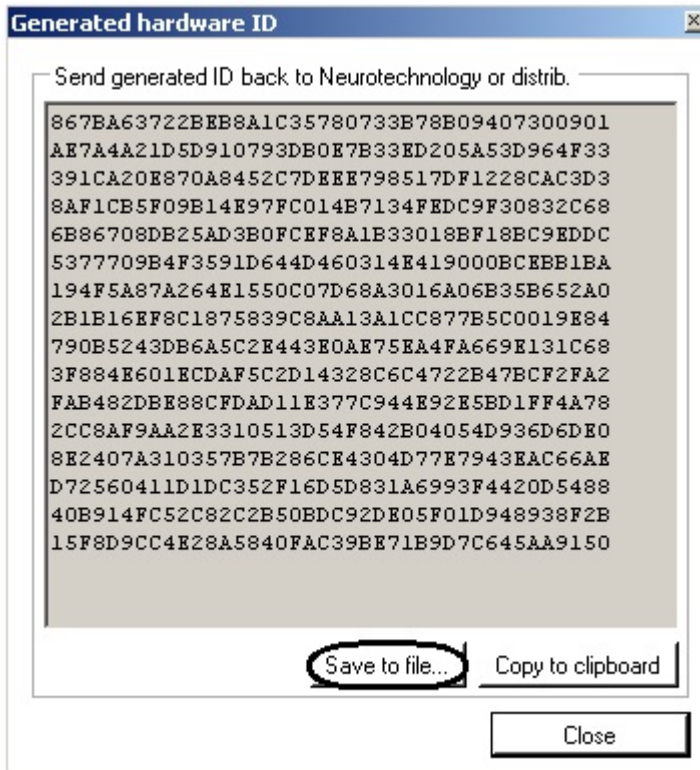 Generated hardware ID
Send generated ID back to Neurotechnology or distrib.
867BA63722BEB8A1C35780733B78B09407300901
AE7A4A21D5D910793DB0E7B33ED205A53D964F33
391CA20E870A8452C7DEEE798517DF1228CAC3D3
8AF1CB5F09B14E97FC014B7134FEDC9F30832C68
6B86708DB25AD3B0FCEF8A1B33018BF18BC9EDDC
5377709B4F3591D644D460314E419000BCEBB1BA
194F5A87A264E1550C07D68A3016A06B35B652A0
2B1B16EF8C1875839C8AA13A1CC877B5C0019E84
790B5243DB6A5C2E443E0AE75EA4FA669E131C68
3F884E601ECDAF5C2D14328C6C4722B47BCF2FA2
FAB482DBE88CFDAD11E377C944E92E5BD1FF4A78
2CC8AF9AA2E3310513D54F842B04054D936D6DE0
8E2407A310357B7B286CE4304D77E7943EAC66AE
D72560411D1DC352F16D5D831A6993F4420D5488
40B914FC52C82C2B50BDC92DE05F01D948938F2B
15F8D9CC4E28A5840FAC39BE71B9D7C645AA9150
Save to file... Copy to clipboard
Close